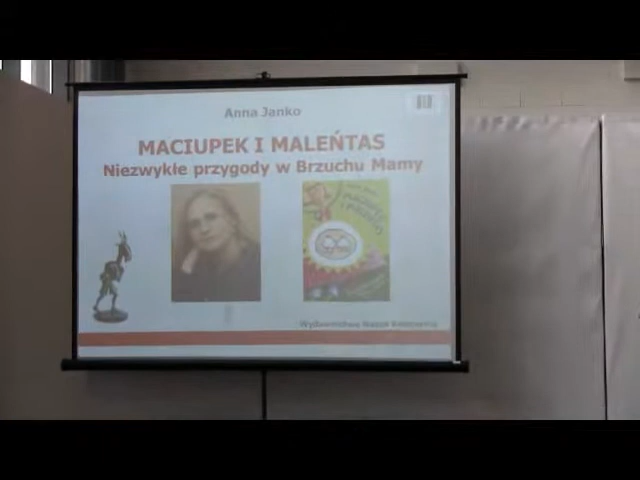 Anna Janko
MACIUPEK I MALEŃTAS
Niezwykłe przygody w Brzuchu Mamy
Wydawnictwo Nasza Księgarnia